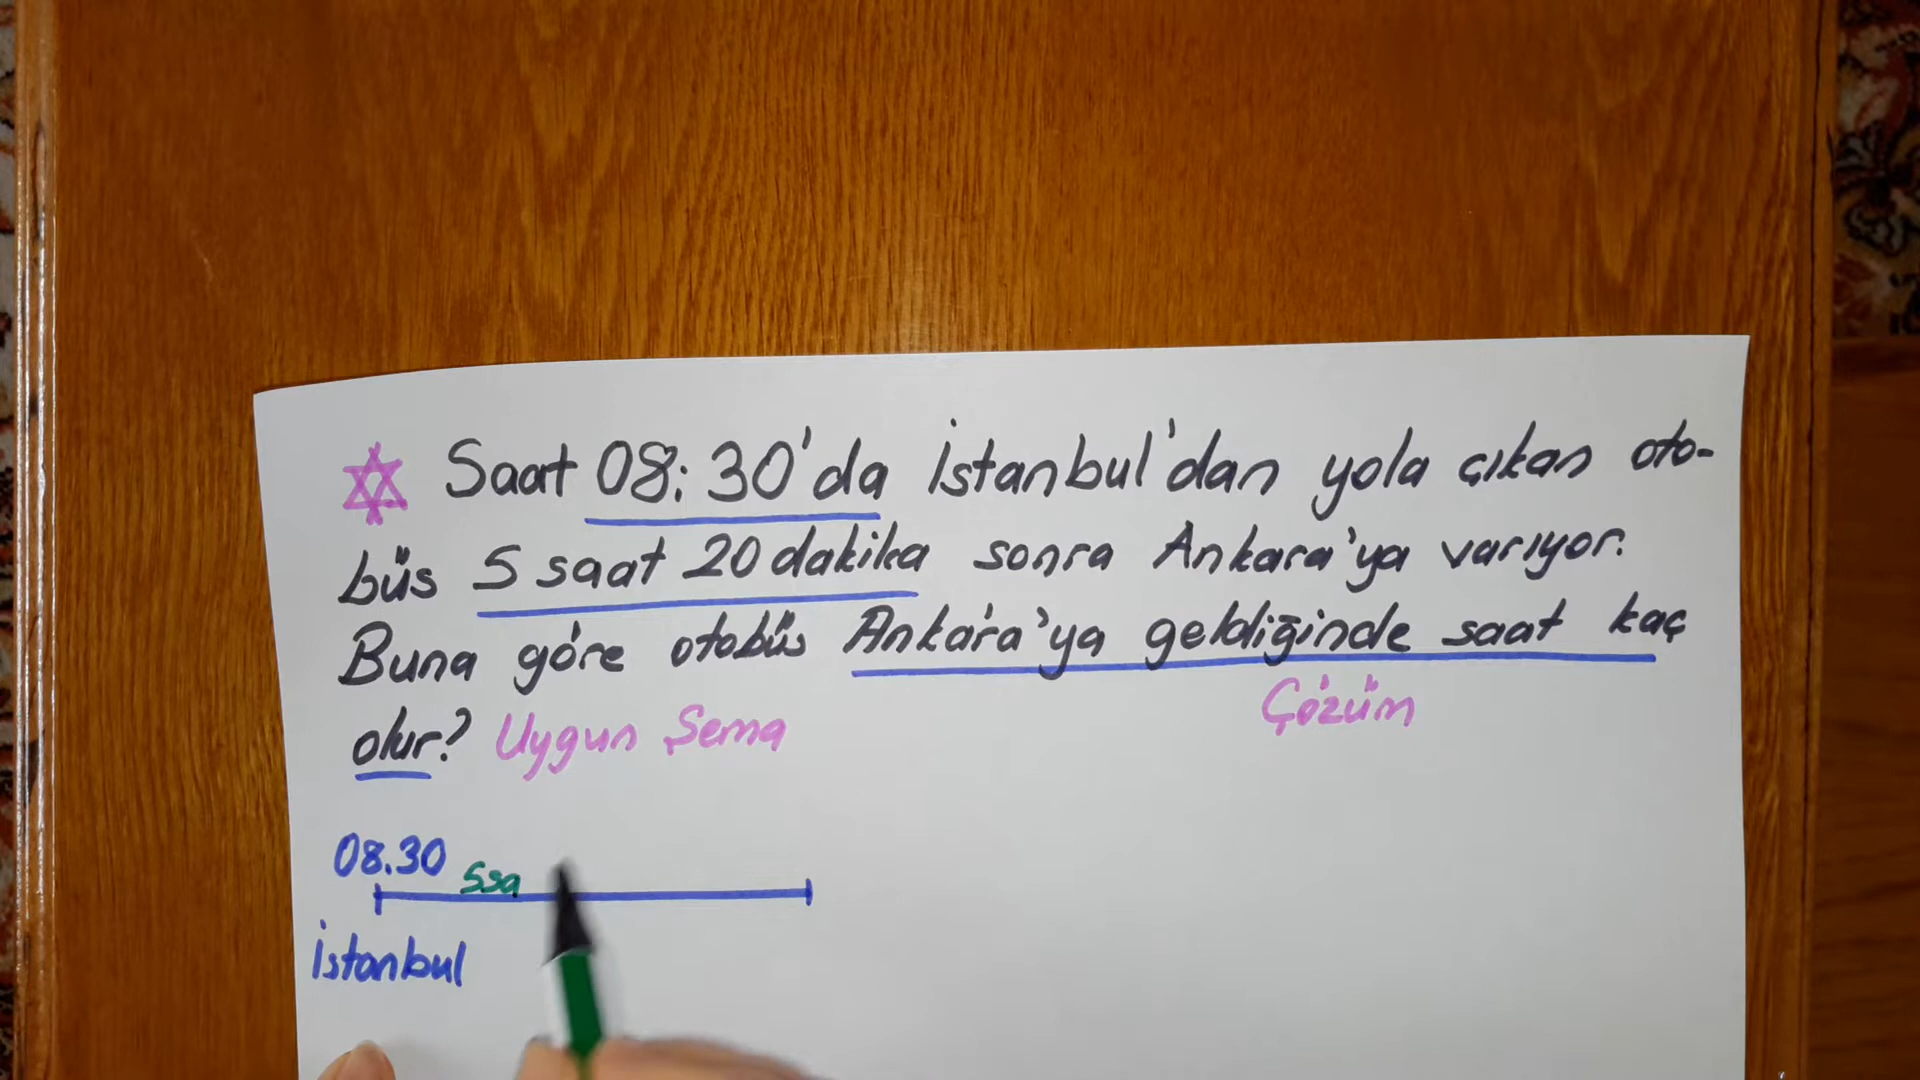 Saat 08:30'da İstanbul'dan yola çıkan oto-
büs 5 saat 20 dakika sonra Ankara'ya varıyor.
Buna göre otobüs Ankara'ya geldiğinde saat kaç
olur? Uygun Şema
Çözüm
08.30
5sa
İstanbul